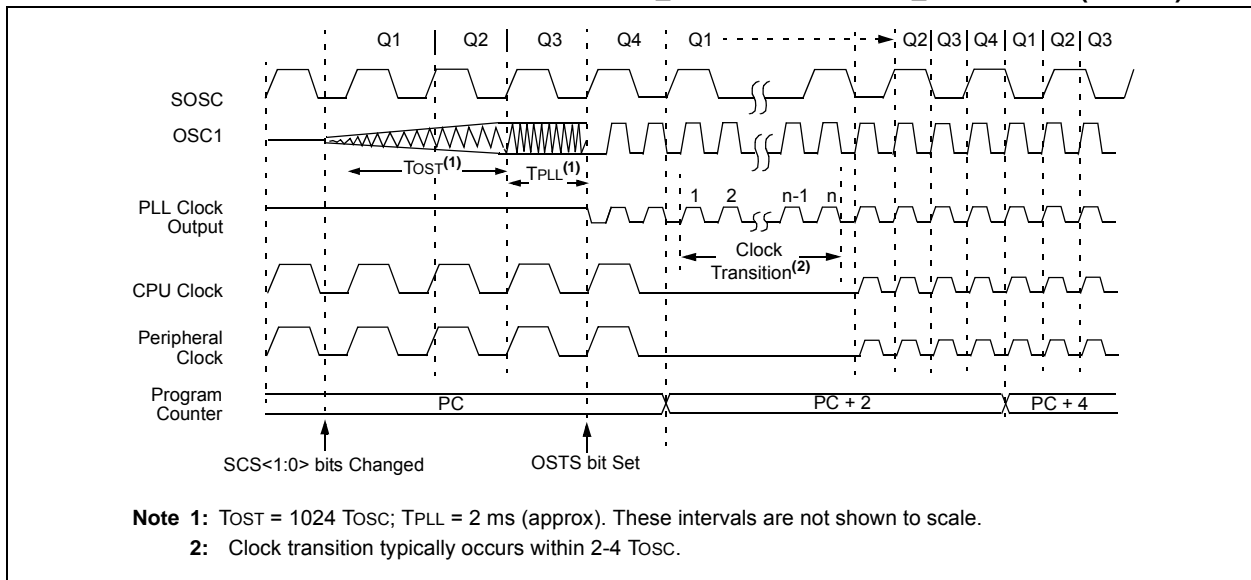 Q1 Q2 Q3 Q4 Q1 Q2 Q3 Q4 Q1 Q2 Q3
SOSC
OSC1
TOST(1)
TPLL(1)
1 2 n-1 n
PLL Clock
Output
Clock
Transition(2)
CPU Clock
Peripheral
Clock
Program
Counter
PC PC + 2 PC + 4
SCS<1:0> bits Changed OSTS bit Set
Note 1: TOST = 1024 TOSC; TPLL = 2 ms (approx). These intervals are not shown to scale.
2: Clock transition typically occurs within 2-4 TOSC.